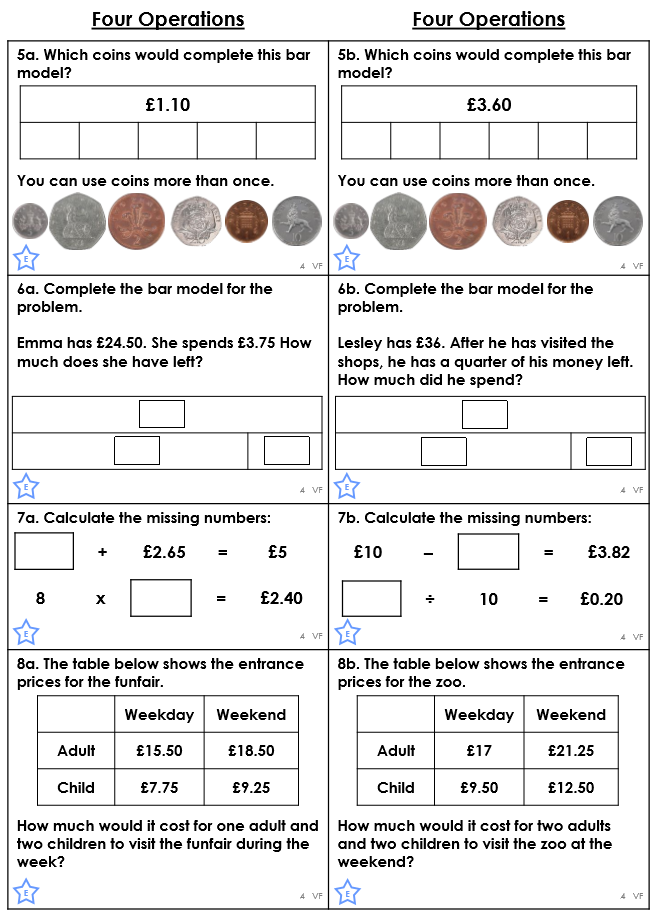 Four Operations
Four Operations
5a. Which coins would complete this bar
model?
£1.10
You can use coins more than once.
E
4 VF
5b. Which coins would complete this bar
model?
£3.60
You can use coins more than once.
E
4 VF
6a. Complete the bar model for the
problem.
Emma has £24.50. She spends £3.75 How
much does she have left?
E
4 VF
6b. Complete the bar model for the
problem.
Lesley has £36. After he has visited the
shops, he has a quarter of his money left.
How much did he spend?
E
4 VF
7a. Calculate the missing numbers:
+ £2.65 = £5
8 x = £2.40
E
4 VF
7b. Calculate the missing numbers:
£10 – = £3.82
÷ 10 = £0.20
E
4 VF
8a. The table below shows the entrance
prices for the funfair.
Weekday Weekend
Adult £15.50 £18.50
Child £7.75 £9.25
How much would it cost for one adult and
two children to visit the funfair during the
week?
E
4 VF
8b. The table below shows the entrance
prices for the zoo.
Weekday Weekend
Adult £17 £21.25
Child £9.50 £12.50
How much would it cost for two adults
and two children to visit the zoo at the
weekend?
E
4 VF